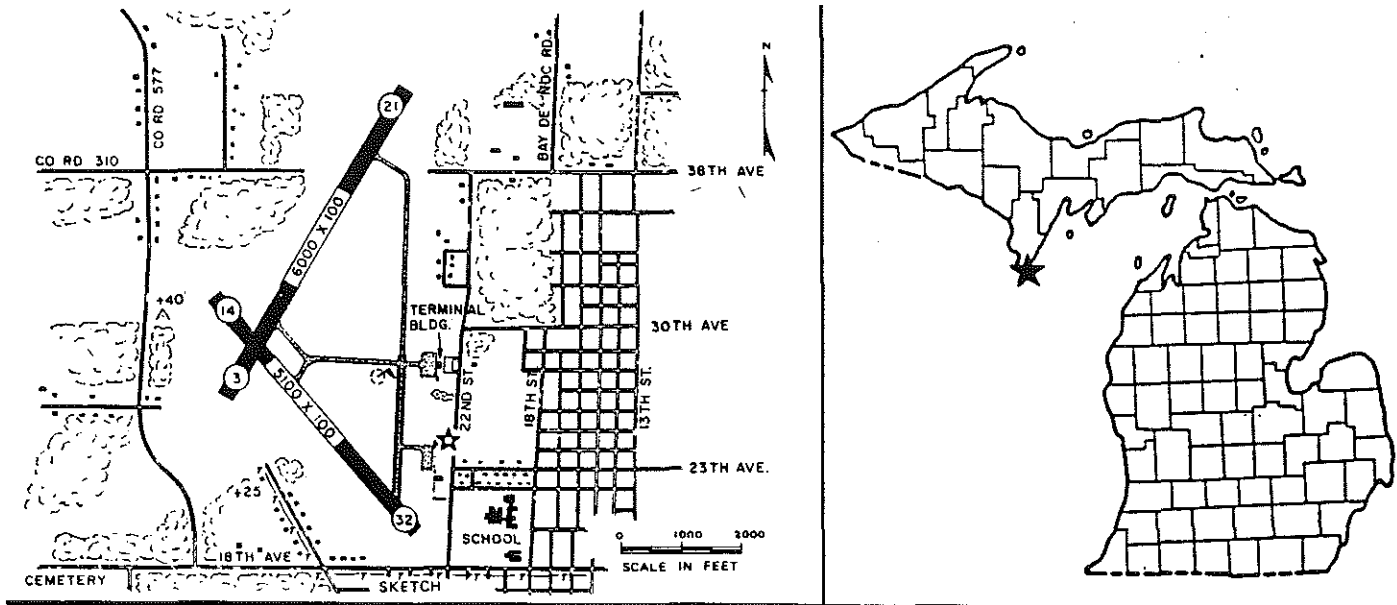 N
CO RD 577
21
BAY DE NOC RD.
CO RD 310
38TH AVE
6000 X 100
+40'
14
TERMINAL
BLDG.
30TH AVE
3
5100 X 100
22ND ST.
18TH ST.
13TH ST.
23TH AVE.
+25
32
SCHOOL
0 1000 2000
SCALE IN FEET
18TH AVE
CEMETERY
SKETCH